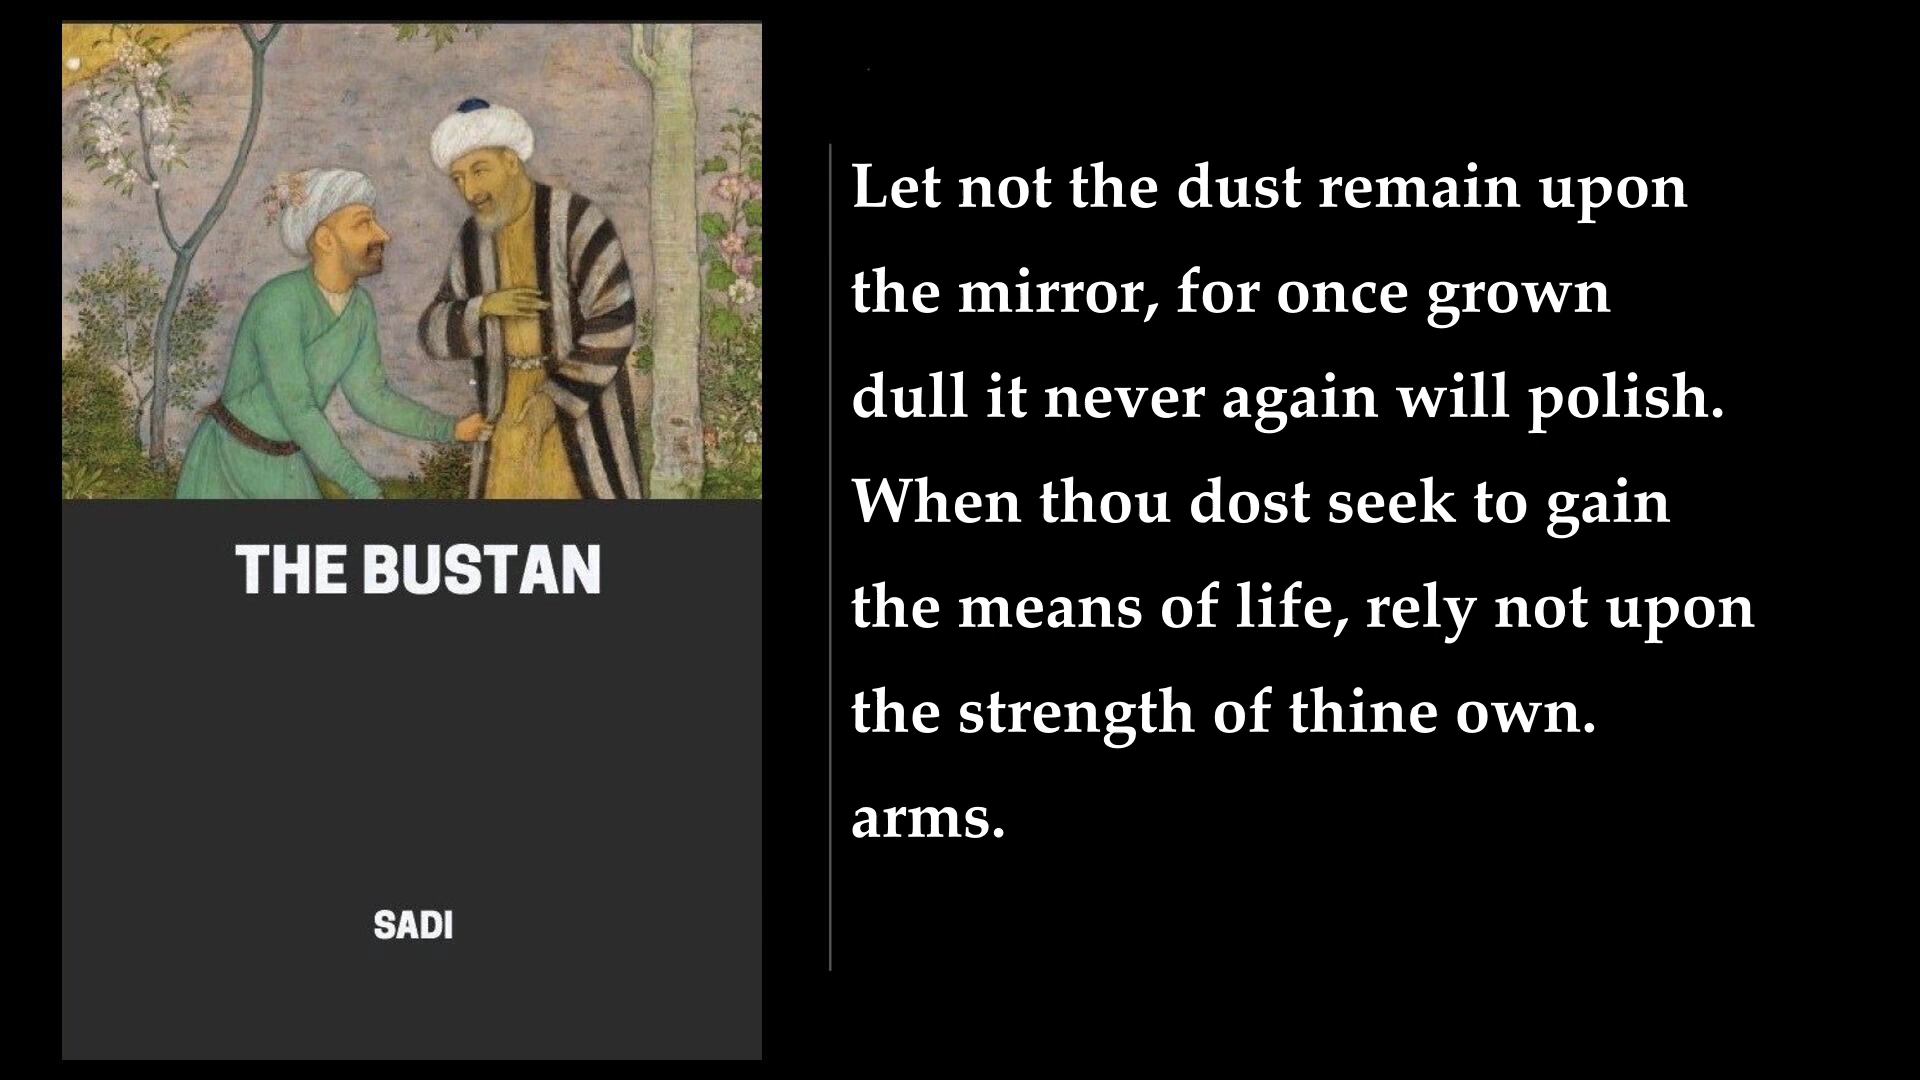 THE BUSTAN
SADI
Let not the dust remain upon
the mirror, for once grown
dull it never again will polish.
When thou dost seek to gain
the means of life, rely not upon
the strength of thine own.
arms.